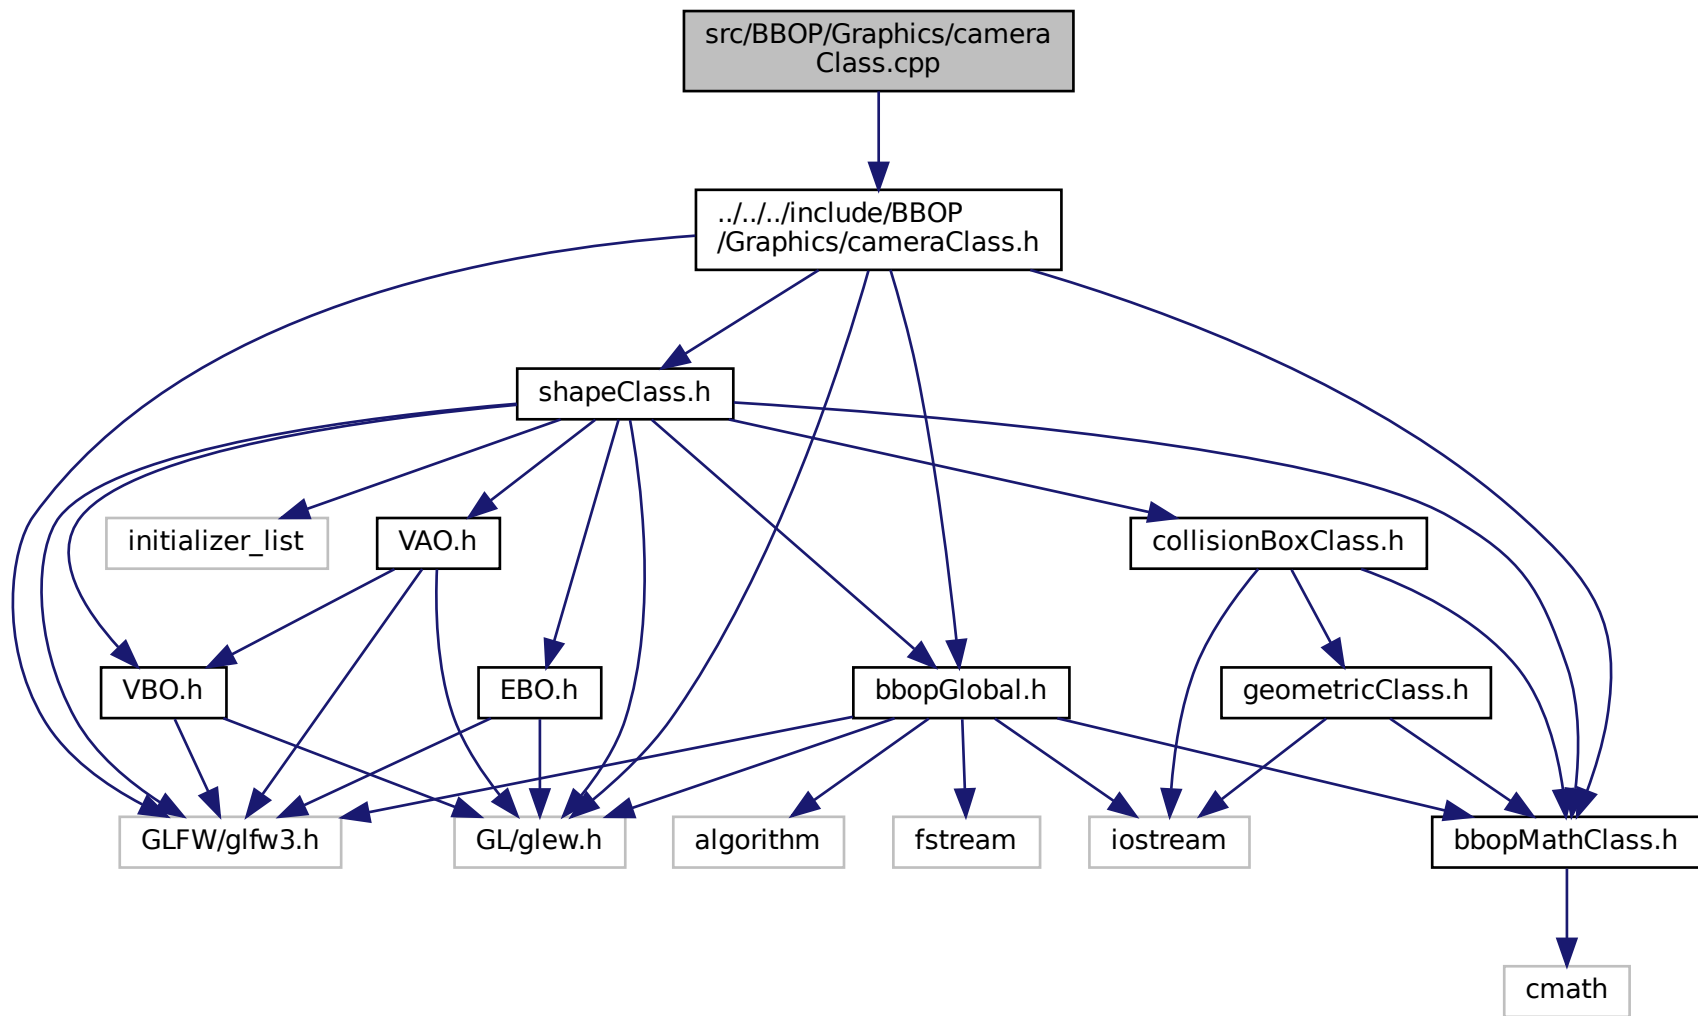 src/BBOP/Graphics/camera
Class.cpp
../../../include/BBOP
/Graphics/cameraClass.h
shapeClass.h
initializer_list
VAO.h
collisionBoxClass.h
VBO.h
EBO.h
bbopGlobal.h
geometricClass.h
GLFW/glfw3.h
GL/glew.h
algorithm
fstream
iostream
bbopMathClass.h
cmath